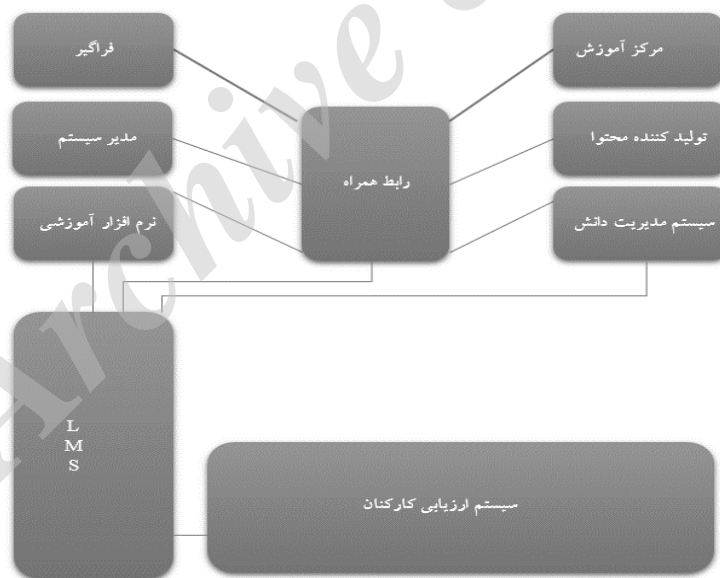 مرکز آموزش
فراگیر
تولید کننده محتوا
رابط همراه
مدیر سیستم
سیستم مدیریت دانش
نرم افزار آموزشی
L
M
S
سیستم ارزیابی کارکنان
Archive